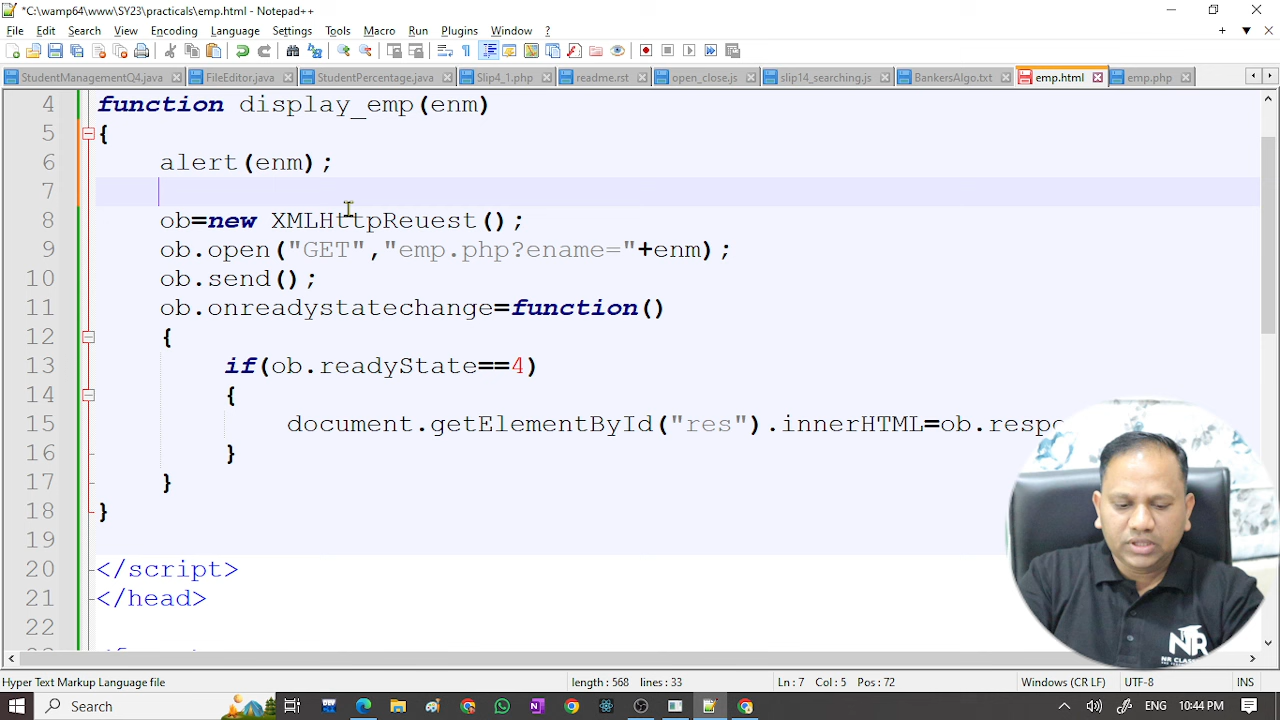 *C:\wamp64\www\SY23\practicals\emp.html - Notepad++
File Edit Search View Encoding Language Settings Tools Macro Run Plugins Window ?
StudentManagementQ4.java FileEditor.java StudentPercentage.java Slip4_1.php readme.rst open_close.js slip14_searching.js BankersAlgo.txt emp.html emp.php
4 function display_emp(enm)
5 {
6 alert(enm);
7
8 ob=new XMLHttpReuest();
9 ob.open("GET","emp.php?ename="+enm);
10 ob.send();
11 ob.onreadystatechange=function()
12 {
13 if(ob.readyState==4)
14 {
15 document.getElementById("res").innerHTML=ob.respo
16 }
17 }
18 }
19
20 </script>
21 </head>
22
NR
Hyper Text Markup Language file length : 568 lines : 33 Ln : 7 Col : 5 Pos : 72 Windows (CR LF) UTF-8 INS
Search ENG 10:44 PM